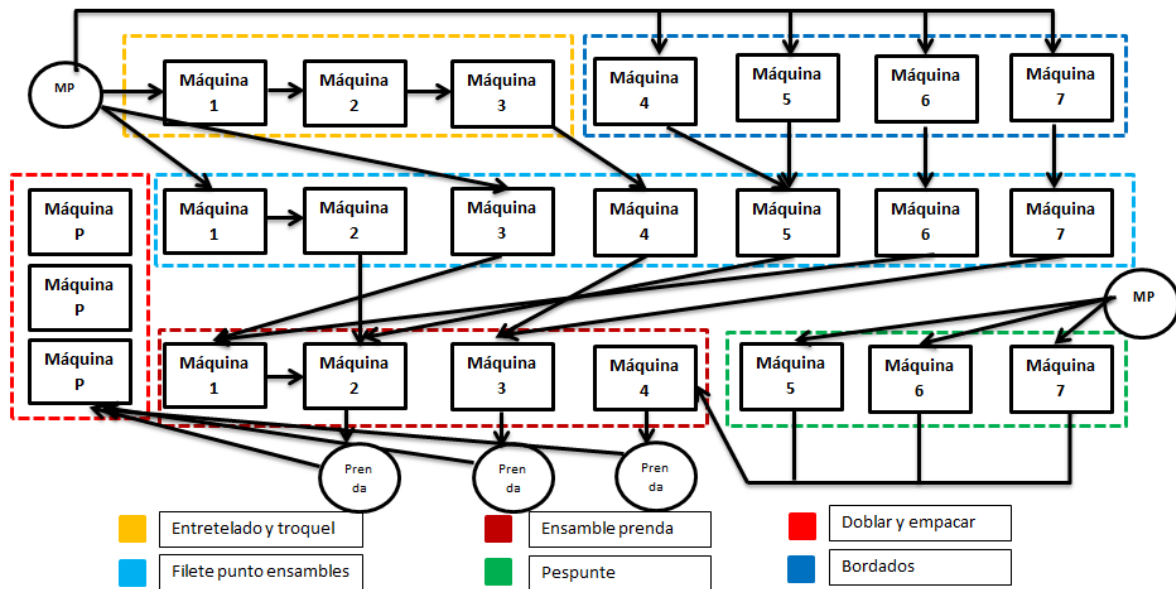 MP
Máquina
1
Máquina
2
Máquina
3
Máquina
4
Máquina
5
Máquina
6
Máquina
7
Máquina
P
Máquina
P
Máquina
P
Máquina
1
Máquina
2
Máquina
3
Máquina
4
Máquina
5
Máquina
6
Máquina
7
MP
Máquina
1
Máquina
2
Máquina
3
Máquina
4
Máquina
5
Máquina
6
Máquina
7
Pren
da
Pren
da
Pren
da
Entretelado y troquel
Ensamble prenda
Doblar y empacar
Filete punto ensambles
Pespunte
Bordados